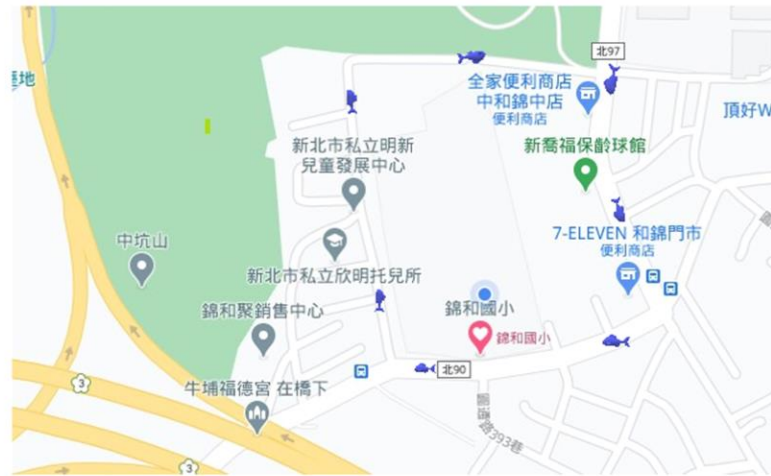 北97
全家便利商店
中和錦中店
便利商店
頂好W
新北市私立明新
兒童發展中心
新喬福保齡球館
7-ELEVEN 和錦門市
便利商店
中坑山
新北市私立欣明托兒所
錦和聚銷售中心
錦和國小
錦和國小
北90
3
牛埔福德宮 在橋下
路393巷
3